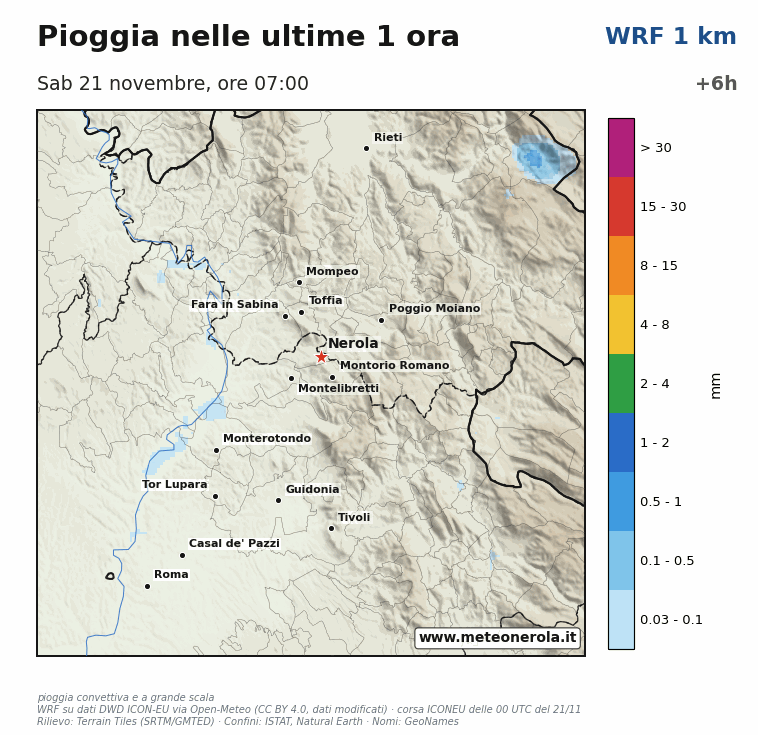 Pioggia nelle ultime 1 ora
WRF 1 km
Sab 21 novembre, ore 07:00
+6h
Rieti
Mompeo
Fara in Sabina
Toffia
Poggio Moiano
Nerola
Montorio Romano
Montelibretti
Monterotondo
Tor Lupara
Guidonia
Tivoli
Casal de' Pazzi
Roma
www.meteonerola.it
> 30
15 - 30
8 - 15
4 - 8
2 - 4
1 - 2
0.5 - 1
0.1 - 0.5
0.03 - 0.1
mm
pioggia convettiva e a grande scala
WRF su dati DWD ICON-EU via Open-Meteo (CC BY 4.0, dati modificati) · corsa ICONEU delle 00 UTC del 21/11
Rilievo: Terrain Tiles (SRTM/GMTED) · Confini: ISTAT, Natural Earth · Nomi: GeoNames